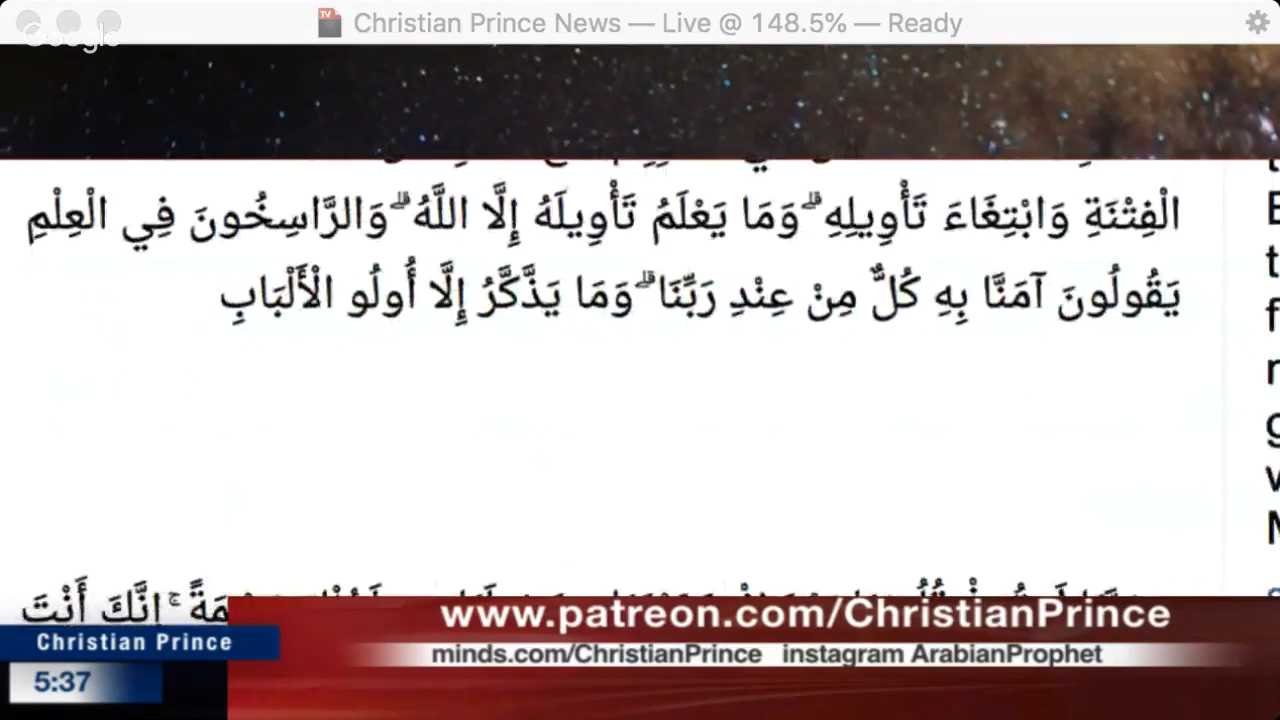 Christian Prince News — Live @ 148.5% — Ready
Google
الْفِتْنَةِ وَابْتِغَاءَ تَأْوِيلِهِ ۗ وَمَا يَعْلَمُ تَأْوِيلَهُ إِلَّا اللَّهُ ۗ وَالرَّاسِخُونَ فِي الْعِلْمِ
يَقُولُونَ آمَنَّا بِهِ كُلٌّ مِنْ عِنْدِ رَبِّنَا ۗ وَمَا يَذَّكَّرُ إِلَّا أُولُو الْأَلْبَابِ
إِنَّكَ أَنْتَ
www.patreon.com/ChristianPrince
Christian Prince
minds.com/ChristianPrince instagram ArabianProphet
5:37